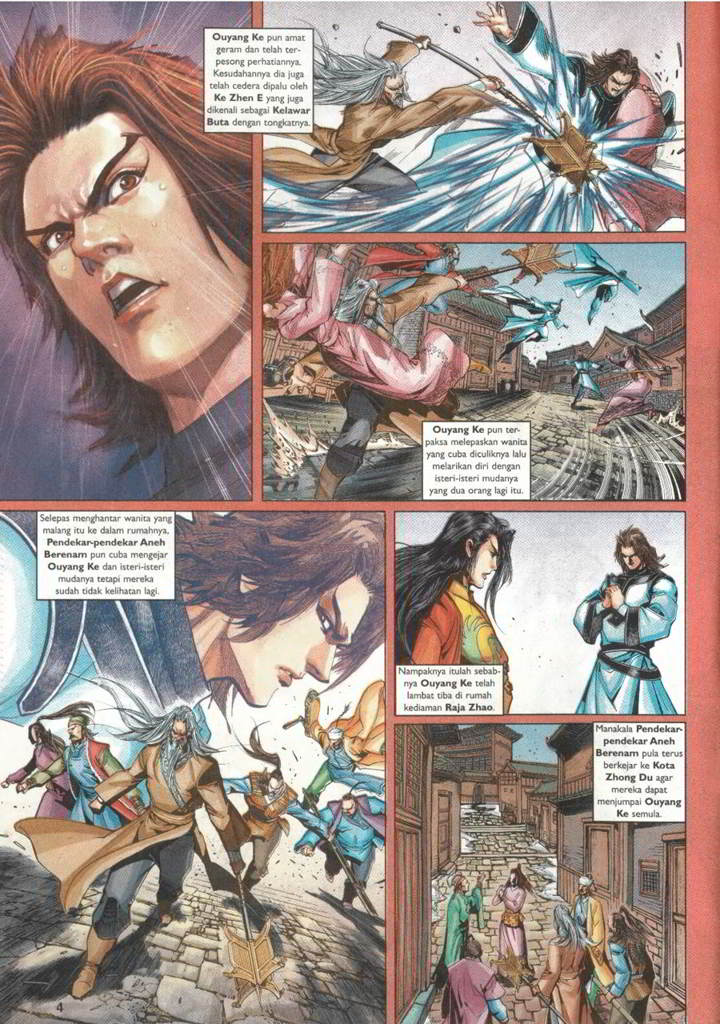 Ouyang Ke pun amat
geram dan telah ter-
pesong perhatiannya.
Kesudahannya dia juga
telah cedera dipalu oleh
Ke Zhen E yang juga
dikenali sebagai Kelawar
Buta dengan tongkatnya.
Ouyang Ke pun ter-
paksa melepaskan wanita
yang cuba diculiknya lalu
melarikan diri dengan
isteri-isteri mudanya
yang dua orang lagi itu.
Selepas menghantar wanita yang
malang itu ke dalam rumahnya,
Pendekar-pendekar Aneh
Berenam pun cuba mengejar
Ouyang Ke dan isteri-isteri
mudanya tetapi mereka
sudah tidak kelihatan lagi.
Nampaknya itulah sebab-
nya Ouyang Ke telah
lambat tiba di rumah
kediaman Raja Zhao.
Manakala Pendekar-
pendekar Aneh
Berenam pula terus
berkejar ke Kota
Zhong Du agar
mereka dapat
menjumpai Ouyang
Ke semula.
4